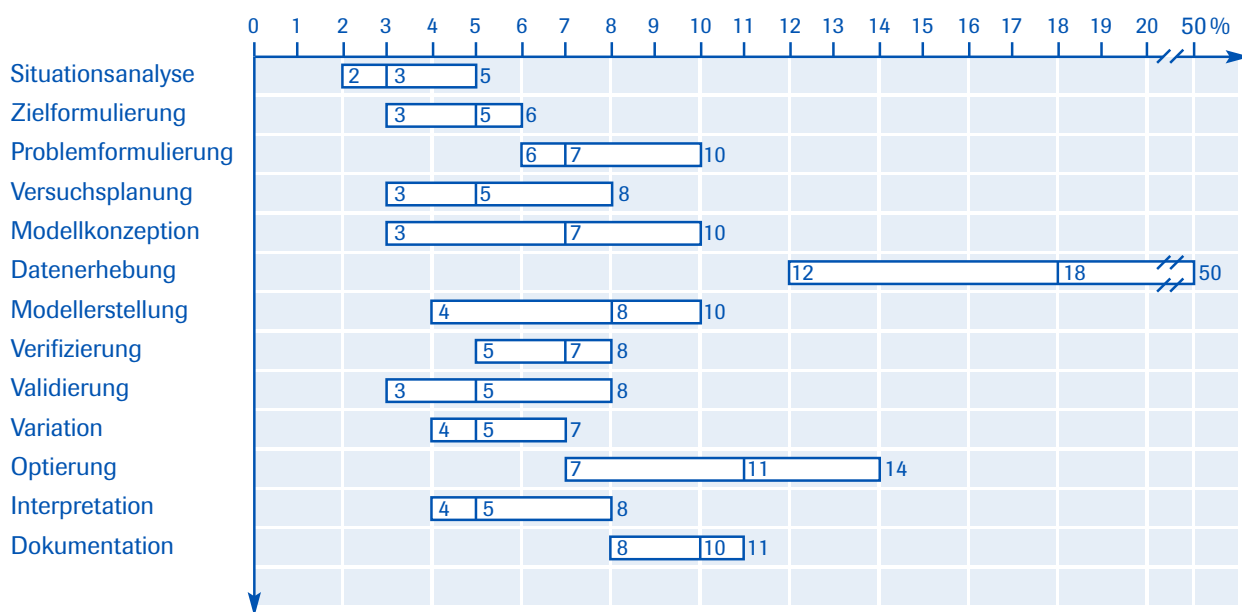 0 1 2 3 4 5 6 7 8 9 10 11 12 13 14 15 16 17 18 19 20 50 %
Situationsanalyse 2 3 5
Zielformulierung 3 5 6
Problemformulierung 6 7 10
Versuchsplanung 3 5 8
Modellkonzeption 3 7 10
Datenerhebung 12 18 50
Modellerstellung 4 8 10
Verifizierung 5 7 8
Validierung 3 5 8
Variation 4 5 7
Optierung 7 11 14
Interpretation 4 5 8
Dokumentation 8 10 11